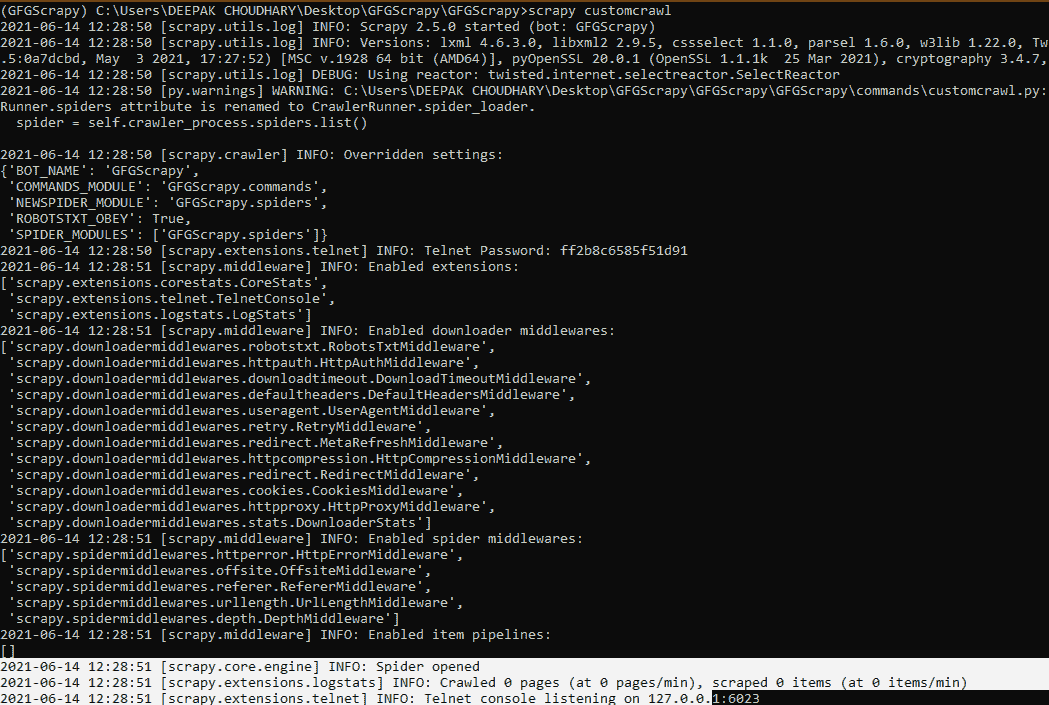 (GFGScrapy) C:\Users\DEEPAK CHOUDHARY\Desktop\GFGScrapy\GFGScrapy>scrapy customcrawl
2021-06-14 12:28:50 [scrapy.utils.log] INFO: Scrapy 2.5.0 started (bot: GFGScrapy)
2021-06-14 12:28:50 [scrapy.utils.log] INFO: Versions: lxml 4.6.3.0, libxml2 2.9.5, cssselect 1.1.0, parsel 1.6.0, w3lib 1.22.0, Tw
.5:0a7dcbd, May  3 2021, 17:27:52) [MSC v.1928 64 bit (AMD64)], pyOpenSSL 20.0.1 (OpenSSL 1.1.1k  25 Mar 2021), cryptography 3.4.7,
2021-06-14 12:28:50 [scrapy.utils.log] DEBUG: Using reactor: twisted.internet.selectreactor.SelectReactor
2021-06-14 12:28:50 [py.warnings] WARNING: C:\Users\DEEPAK CHOUDHARY\Desktop\GFGScrapy\GFGScrapy\GFGScrapy\commands\customcrawl.py:
Runner.spiders attribute is renamed to CrawlerRunner.spider_loader.
  spider = self.crawler_process.spiders.list()
2021-06-14 12:28:50 [scrapy.crawler] INFO: Overridden settings:
{'BOT_NAME': 'GFGScrapy',
 'COMMANDS_MODULE': 'GFGScrapy.commands',
 'NEWSPIDER_MODULE': 'GFGScrapy.spiders',
 'ROBOTSTXT_OBEY': True,
 'SPIDER_MODULES': ['GFGScrapy.spiders']}
2021-06-14 12:28:50 [scrapy.extensions.telnet] INFO: Telnet Password: ff2b8c6585f51d91
2021-06-14 12:28:51 [scrapy.middleware] INFO: Enabled extensions:
['scrapy.extensions.corestats.CoreStats',
 'scrapy.extensions.telnet.TelnetConsole',
 'scrapy.extensions.logstats.LogStats']
2021-06-14 12:28:51 [scrapy.middleware] INFO: Enabled downloader middlewares:
['scrapy.downloadermiddlewares.robotstxt.RobotsTxtMiddleware',
 'scrapy.downloadermiddlewares.httpauth.HttpAuthMiddleware',
 'scrapy.downloadermiddlewares.downloadtimeout.DownloadTimeoutMiddleware',
 'scrapy.downloadermiddlewares.defaultheaders.DefaultHeadersMiddleware',
 'scrapy.downloadermiddlewares.useragent.UserAgentMiddleware',
 'scrapy.downloadermiddlewares.retry.RetryMiddleware',
 'scrapy.downloadermiddlewares.redirect.MetaRefreshMiddleware',
 'scrapy.downloadermiddlewares.httpcompression.HttpCompressionMiddleware',
 'scrapy.downloadermiddlewares.redirect.RedirectMiddleware',
 'scrapy.downloadermiddlewares.cookies.CookiesMiddleware',
 'scrapy.downloadermiddlewares.httpproxy.HttpProxyMiddleware',
 'scrapy.downloadermiddlewares.stats.DownloaderStats']
2021-06-14 12:28:51 [scrapy.middleware] INFO: Enabled spider middlewares:
['scrapy.spidermiddlewares.httperror.HttpErrorMiddleware',
 'scrapy.spidermiddlewares.offsite.OffsiteMiddleware',
 'scrapy.spidermiddlewares.referer.RefererMiddleware',
 'scrapy.spidermiddlewares.urllength.UrlLengthMiddleware',
 'scrapy.spidermiddlewares.depth.DepthMiddleware']
2021-06-14 12:28:51 [scrapy.middleware] INFO: Enabled item pipelines:
[]
2021-06-14 12:28:51 [scrapy.core.engine] INFO: Spider opened
2021-06-14 12:28:51 [scrapy.extensions.logstats] INFO: Crawled 0 pages (at 0 pages/min), scraped 0 items (at 0 items/min)
2021-06-14 12:28:51 [scrapy.extensions.telnet] INFO: Telnet console listening on 127.0.0.1:6023